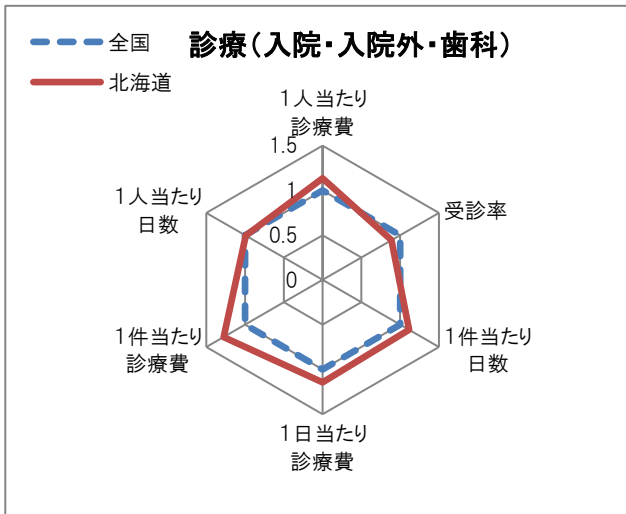 全国
北海道
診療(入院・入院外・歯科)
1人当たり
診療費
1.5
1
0.5
0
受診率
1件当たり
日数
1日当たり
診療費
1件当たり
診療費
1人当たり
日数